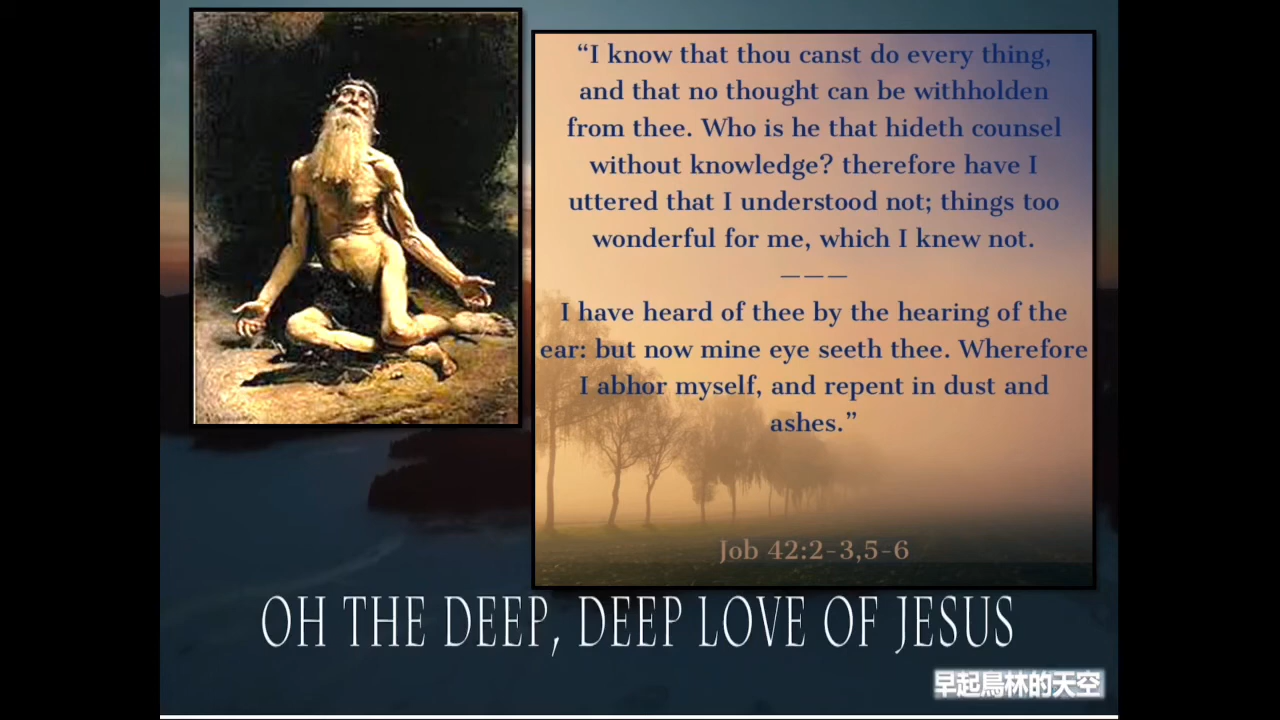 “I know that thou canst do every thing,
and that no thought can be withholden
from thee. Who is he that hideth counsel
without knowledge? therefore have I
uttered that I understood not; things too
wonderful for me, which I knew not.
———
I have heard of thee by the hearing of the
ear: but now mine eye seeth thee. Wherefore
I abhor myself, and repent in dust and
ashes.”
Job 42:2-3,5-6
OH THE DEEP, DEEP LOVE OF JESUS
早起鳥林的天空